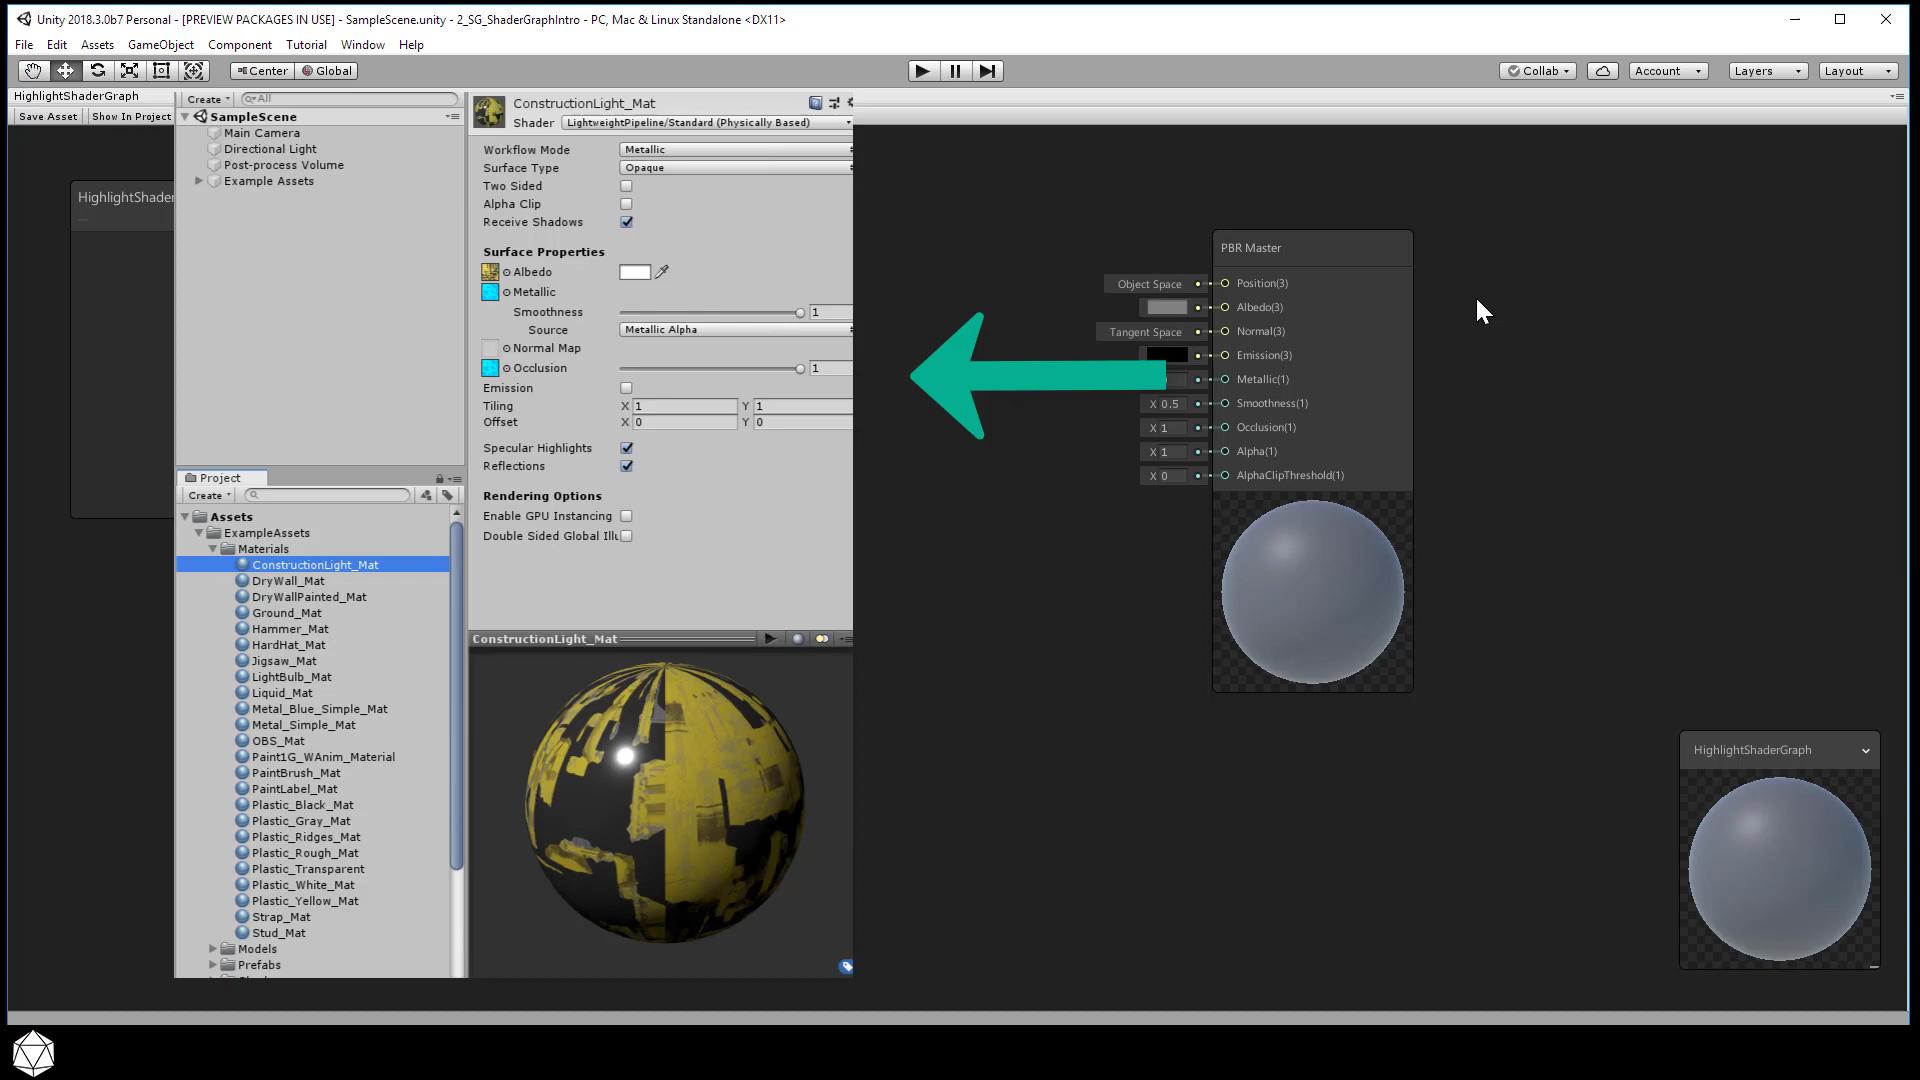 Unity 2018.3.0b7 Personal - [PREVIEW PACKAGES IN USE] - SampleScene.unity - 2_SG_ShaderGraphIntro - PC, Mac & Linux Standalone <DX11>
File Edit Assets GameObject Component Tutorial Window Help
Center Global Collab Account Layers Layout
HighlightShaderGraph
Save Asset Show In Project
HighlightShader
Create All
SampleScene
Main Camera
Directional Light
Post-process Volume
Example Assets
Project
Create
Assets
ExampleAssets
Materials
ConstructionLight_Mat
DryWall_Mat
DryWallPainted_Mat
Ground_Mat
Hammer_Mat
HardHat_Mat
Jigsaw_Mat
LightBulb_Mat
Liquid_Mat
Metal_Blue_Simple_Mat
Metal_Simple_Mat
OBS_Mat
Paint1G_WAnim_Material
PaintBrush_Mat
PaintLabel_Mat
Plastic_Black_Mat
Plastic_Gray_Mat
Plastic_Ridges_Mat
Plastic_Rough_Mat
Plastic_Transparent
Plastic_White_Mat
Plastic_Yellow_Mat
Strap_Mat
Stud_Mat
Models
Prefabs
ConstructionLight_Mat
Shader LightweightPipeline/Standard (Physically Based)
Workflow Mode Metallic
Surface Type Opaque
Two Sided
Alpha Clip
Receive Shadows
Surface Properties
Albedo
Metallic
Smoothness 1
Source Metallic Alpha
Normal Map
Occlusion 1
Emission
Tiling X 1 Y 1
Offset X 0 Y 0
Specular Highlights
Reflections
Rendering Options
Enable GPU Instancing
Double Sided Global Illu
ConstructionLight_Mat
PBR Master
Object Space Position(3)
Albedo(3)
Tangent Space Normal(3)
Emission(3)
Metallic(1)
X 0.5 Smoothness(1)
X 1 Occlusion(1)
X 1 Alpha(1)
X 0 AlphaClipThreshold(1)
HighlightShaderGraph